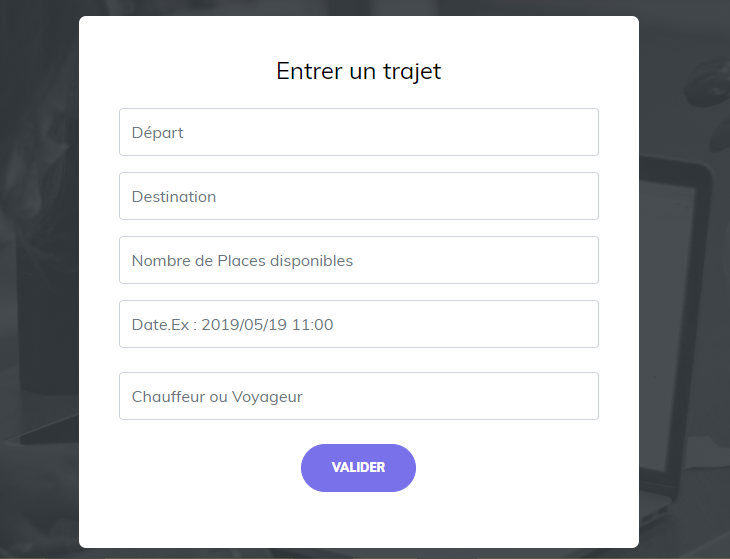 Entrer un trajet
Départ
Destination
Nombre de Places disponibles
Date.Ex : 2019/05/19 11:00
Chauffeur ou Voyageur
VALIDER